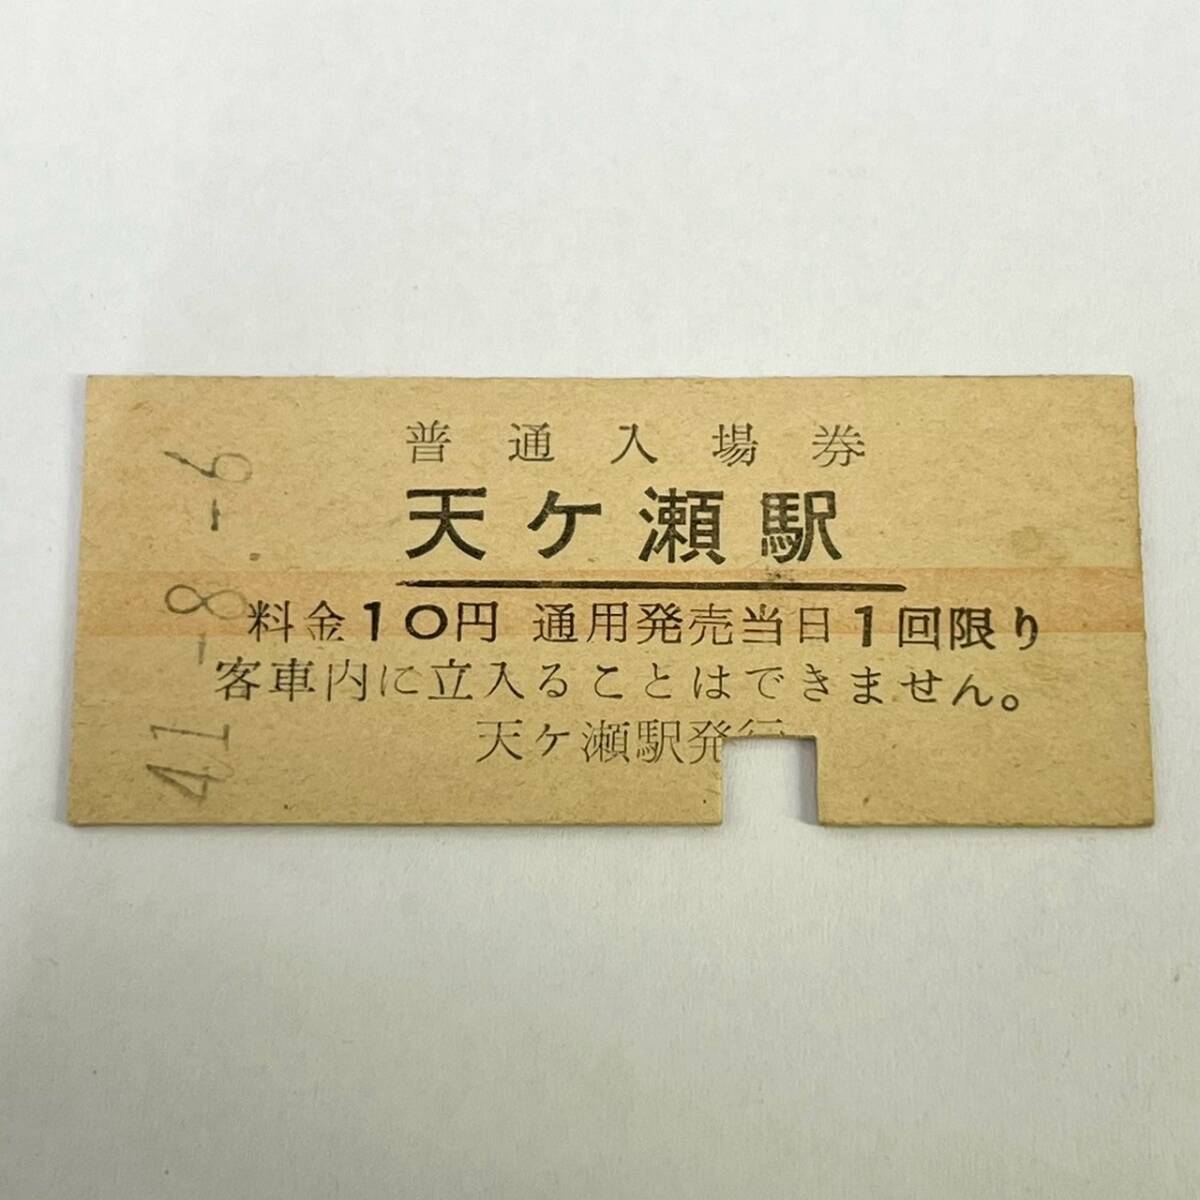 普通入場券
天ケ瀬駅
料金10円 通用発売当日1回限り
客車内に立入ることはできません。
天ケ瀬駅発行
41.-8.-6